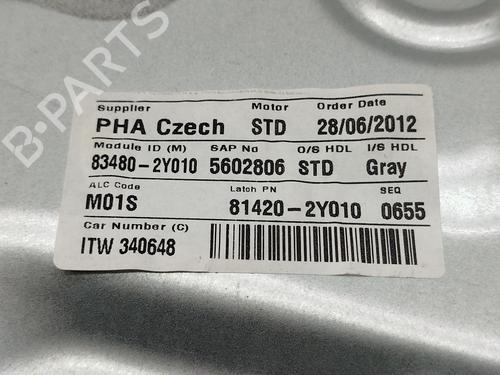 B-PARTS
Supplier Motor Order Date
PHA Czech STD 28/06/2012
Module ID (M) SAP No O/S HDL I/S HDL
83480-2Y010 5602806 STD Gray
ALC Code Latch PN SEQ
M01S 81420-2Y010 0655
Car Number (C)
ITW 340648